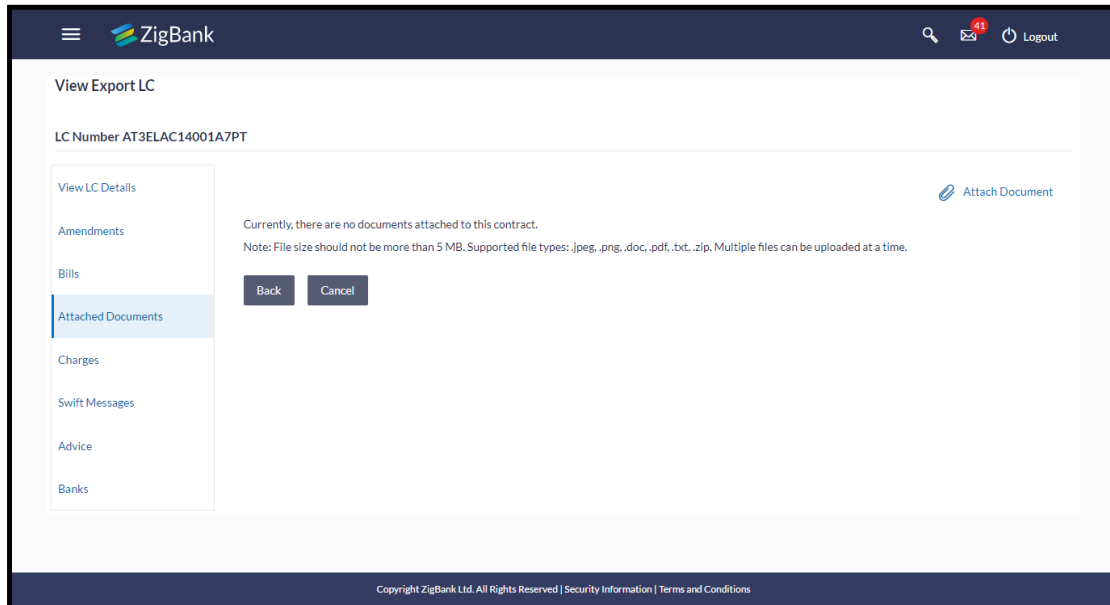 ZigBank
41
Logout
View Export LC
LC Number AT3ELAC14001A7PT
View LC Details
Amendments
Bills
Attached Documents
Charges
Swift Messages
Advice
Banks
Attach Document
Currently, there are no documents attached to this contract.
Note: File size should not be more than 5 MB. Supported file types: .jpeg, .png, .doc, .pdf, .txt, .zip. Multiple files can be uploaded at a time.
Back Cancel
Copyright ZigBank Ltd. All Rights Reserved | Security Information | Terms and Conditions